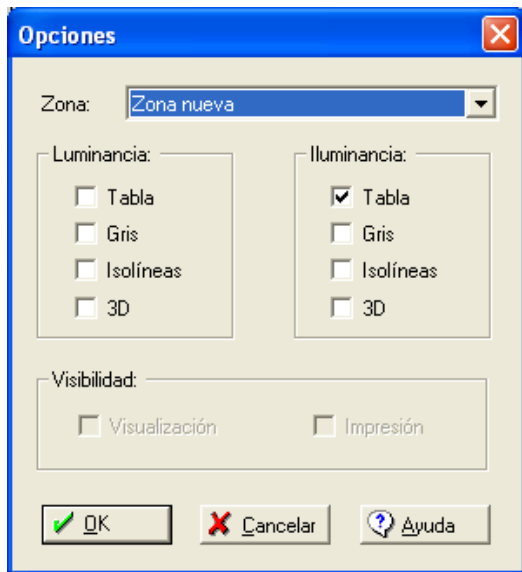 Opciones
Zona: Zona nueva
Luminancia: Iluminancia:
Tabla Tabla
Gris Gris
Isolíneas Isolíneas
3D 3D
Visibilidad:
Visualización Impresión
OK Cancelar Ayuda